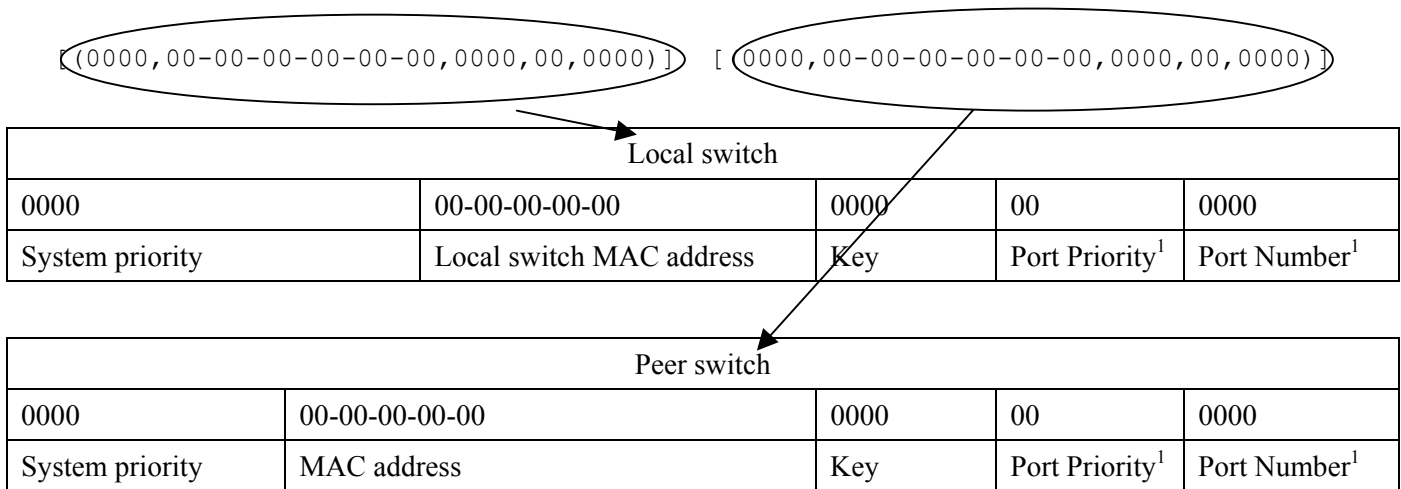 [(0000,00-00-00-00-00-00,0000,00,0000)] [(0000,00-00-00-00-00-00,0000,00,0000)]
Local switch
0000 00-00-00-00-00 0000 00 0000
System priority Local switch MAC address Key Port Priority1 Port Number1
Peer switch
0000 00-00-00-00-00 0000 00 0000
System priority MAC address Key Port Priority1 Port Number1